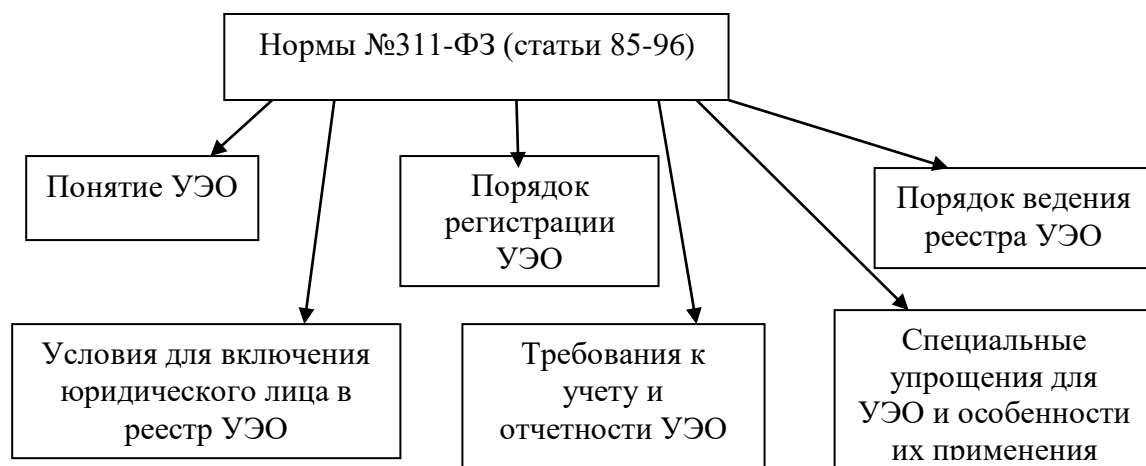 Нормы №311-ФЗ (статьи 85-96)
Понятие УЭО
Порядок
регистрации
УЭО
Порядок ведения
реестра УЭО
Условия для включения
юридического лица в
реестр УЭО
Требования к
учету и
отчетности УЭО
Специальные
упрощения для
УЭО и особенности
их применения